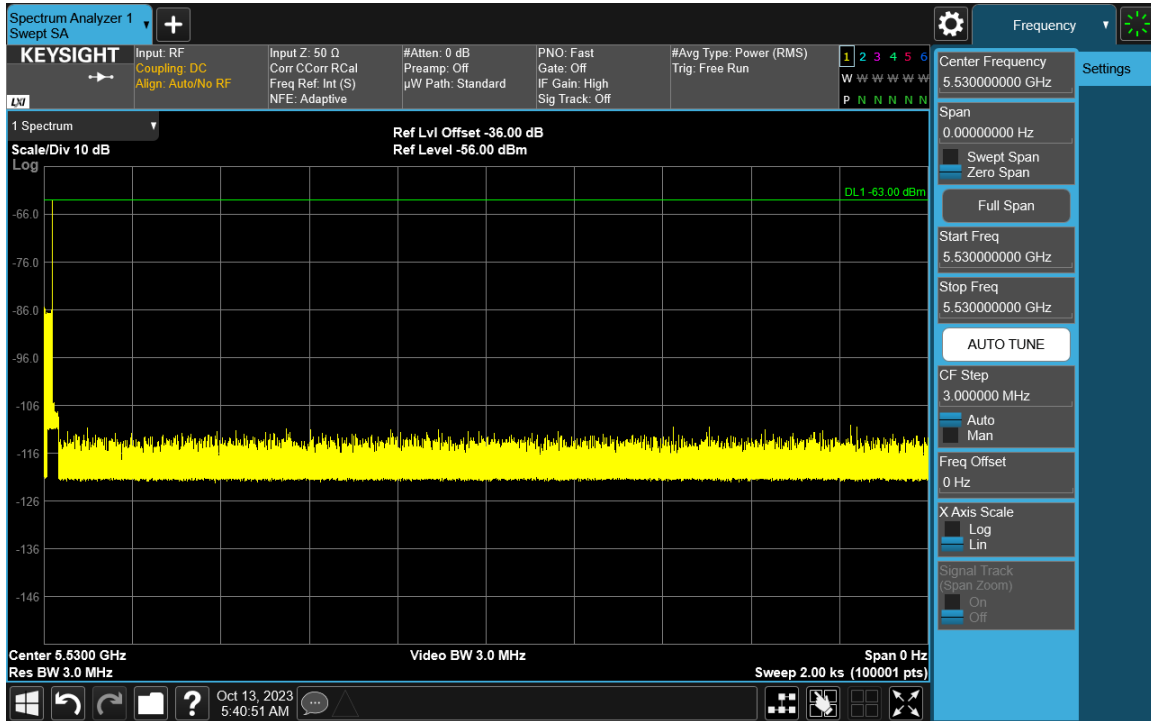 Spectrum Analyzer 1
Swept SA
Frequency
KEYSIGHT
LXI
Input: RF
Coupling: DC
Align: Auto/No RF
Input Z: 50 Ω
Corr CCorr RCal
Freq Ref: Int (S)
NFE: Adaptive
#Atten: 0 dB
Preamp: Off
µW Path: Standard
PNO: Fast
Gate: Off
IF Gain: High
Sig Track: Off
#Avg Type: Power (RMS)
Trig: Free Run
1 2 3 4 5 6
W W W W W W
P N N N N N
Center Frequency
5.530000000 GHz
Settings
Span
0.00000000 Hz
Swept Span
Zero Span
Full Span
Start Freq
5.530000000 GHz
Stop Freq
5.530000000 GHz
AUTO TUNE
CF Step
3.000000 MHz
Auto
Man
Freq Offset
0 Hz
X Axis Scale
Log
Lin
Signal Track
(Span Zoom)
On
Off
1 Spectrum
Scale/Div 10 dB
Log
Ref Lvl Offset -36.00 dB
Ref Level -56.00 dBm
DL1 -63.00 dBm
-66.0
-76.0
-86.0
-96.0
-106
-116
-126
-136
-146
Center 5.5300 GHz
Res BW 3.0 MHz
Video BW 3.0 MHz
Span 0 Hz
Sweep 2.00 ks (100001 pts)
Oct 13, 2023
5:40:51 AM